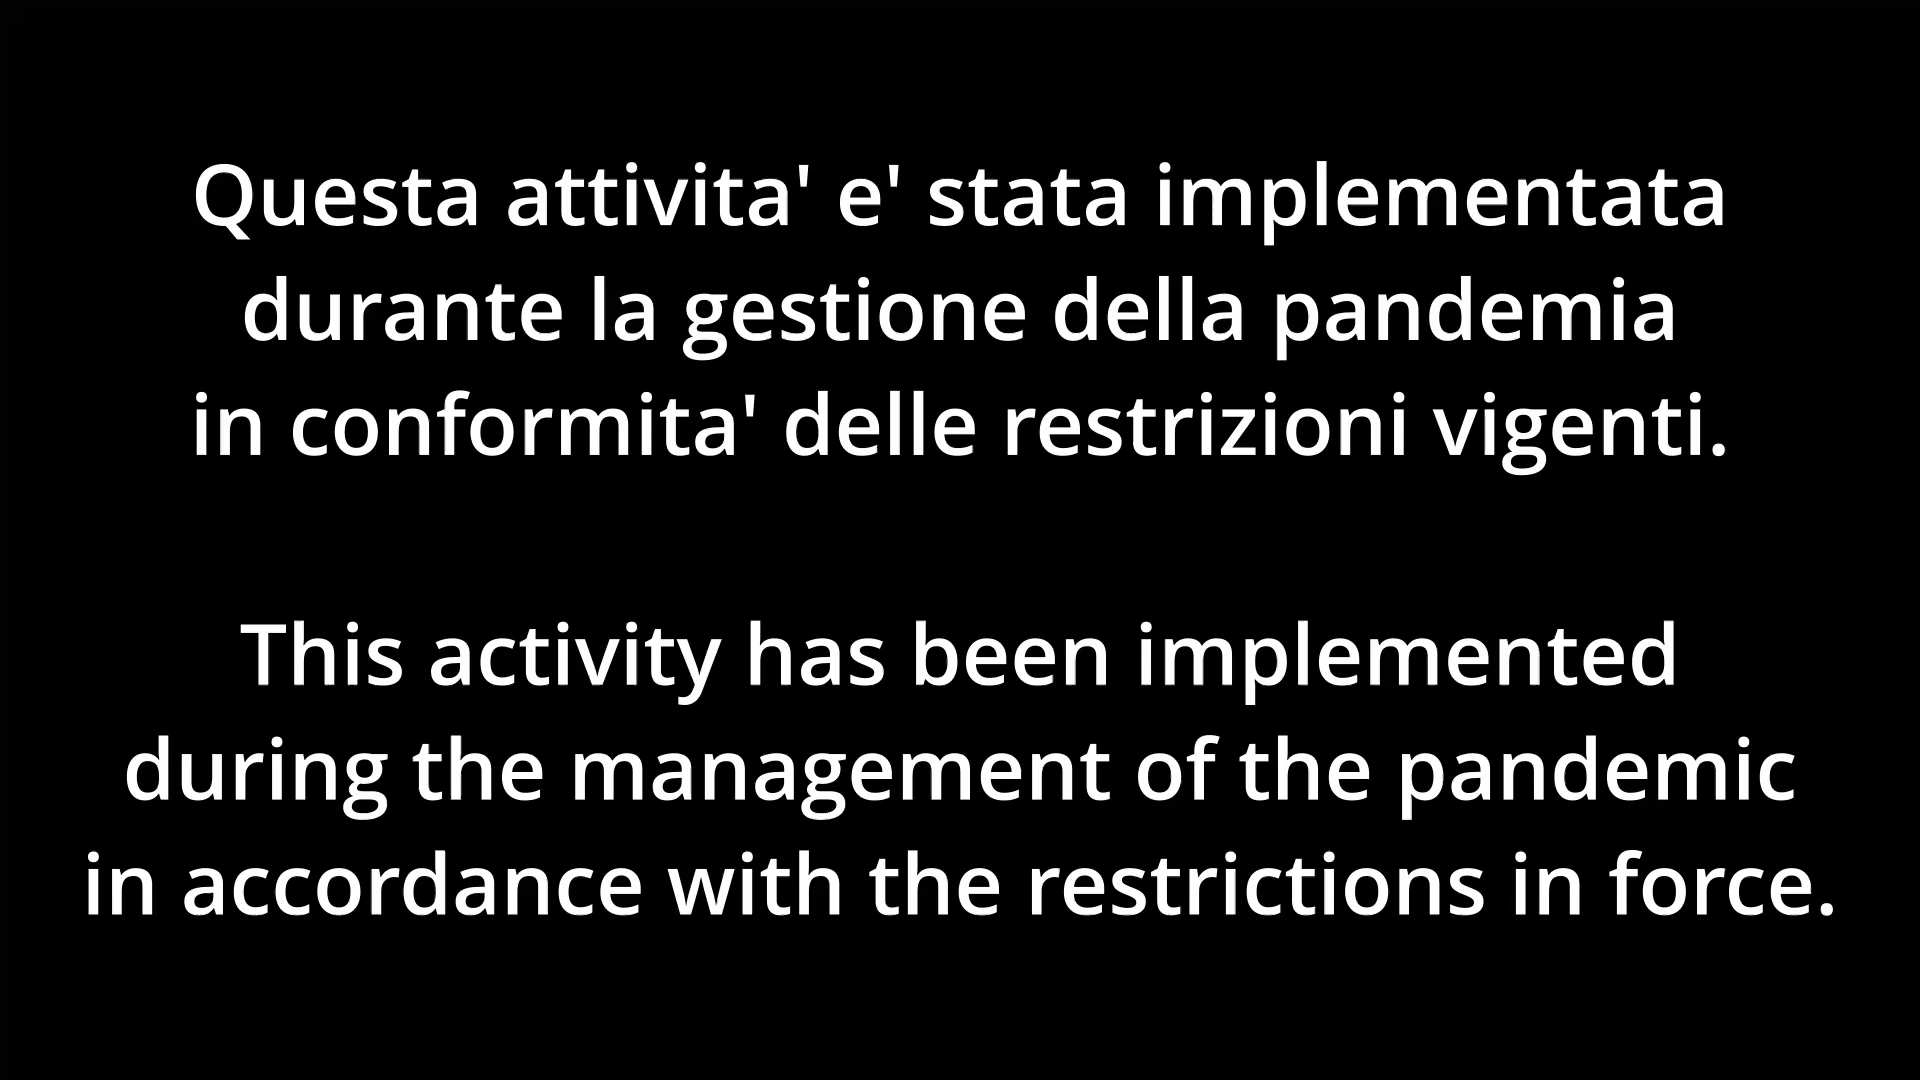 Questa attivita' e' stata implementata
durante la gestione della pandemia
in conformita' delle restrizioni vigenti.
This activity has been implemented
during the management of the pandemic
in accordance with the restrictions in force.